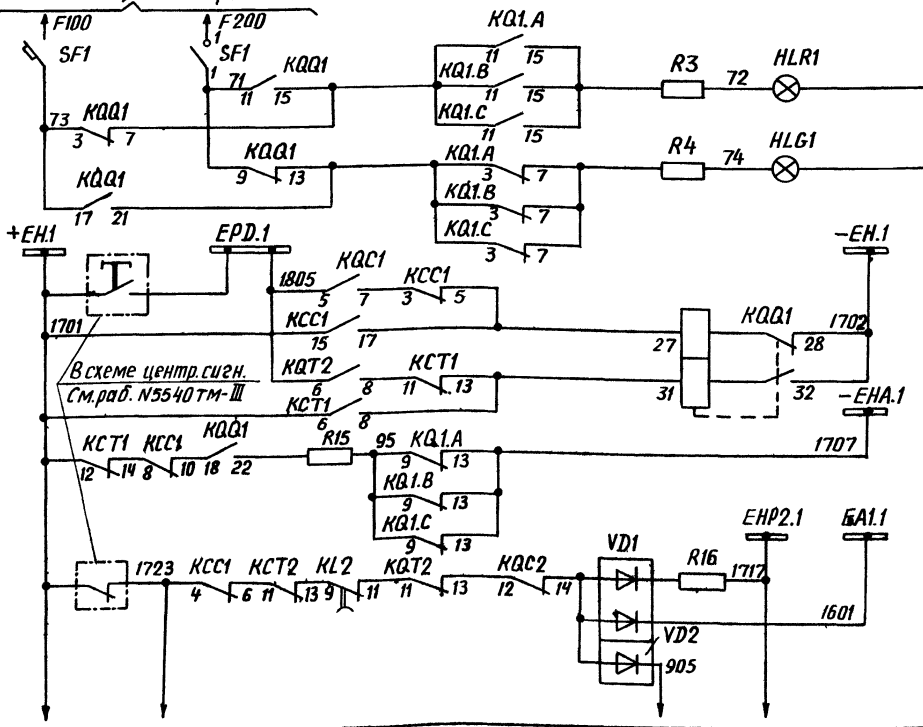 F100 F200
SF1 1 SF1 KQ1.A
1 71 KQQ1 11 15
11 15 KQ1.B R3 72 HLR1
11 15
73 KQQ1 KQ1.C
3 7 11 15
KQQ1 KQ1.A R4 74 HLG1
9 13 3 7
KQQ1 KQ1.B
17 21 3 7
KQ1.C
3 7
+EH.1 EPD.1 -EH.1
1805 KQC1 KCC1
5 7 3 5
1701 KCC1 KQQ1 1702
15 17 27 28
В схеме центр. сигн. KQT2 KCT1
См. раб. N5540тм-III 6 8 11 13 31 32
KCT1 -EHA.1
6 8
KCT1 KCC1 KQQ1 R15 95 KQ1.A 1707
12 14 8 10 18 22 9 13
KQ1.B
9 13
KQ1.C EHP2.1 БA1.1
9 13
1723 KCC1 KCT2 KL2 KQT2 KQC2 VD1 R16 1717
4 6 11 13 9 11 11 13 12 14
1601
VD2
905